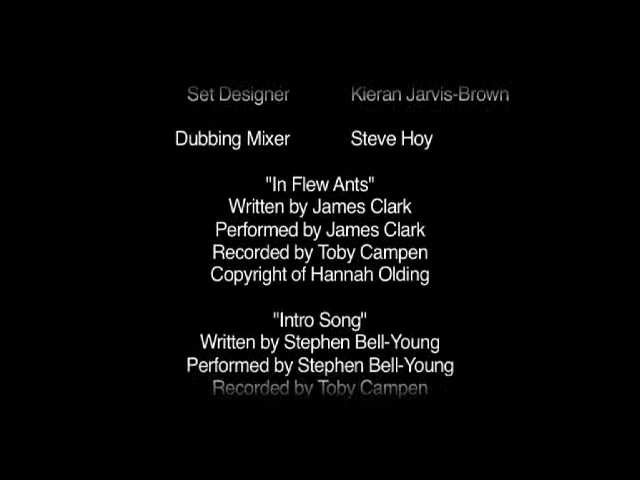 Set Designer Kieran Jarvis-Brown
Dubbing Mixer Steve Hoy
"In Flew Ants"
Written by James Clark
Performed by James Clark
Recorded by Toby Campen
Copyright of Hannah Olding
"Intro Song"
Written by Stephen Bell-Young
Performed by Stephen Bell-Young
Recorded by Toby Campen